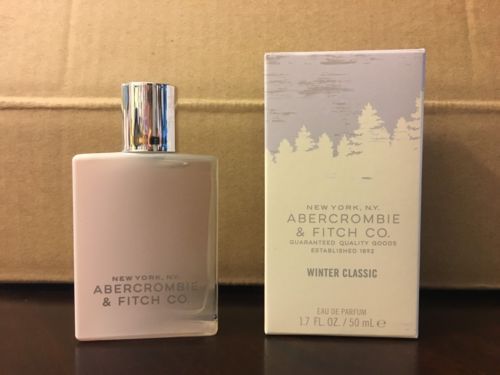 NEW YORK, N.Y.
ABERCROMBIE
& FITCH CO.
NEW YORK, N.Y.
ABERCROMBIE
& FITCH CO.
GUARANTEED QUALITY GOODS
ESTABLISHED 1892
WINTER CLASSIC
EAU DE PARFUM
1.7 FL. OZ. / 50 mL e